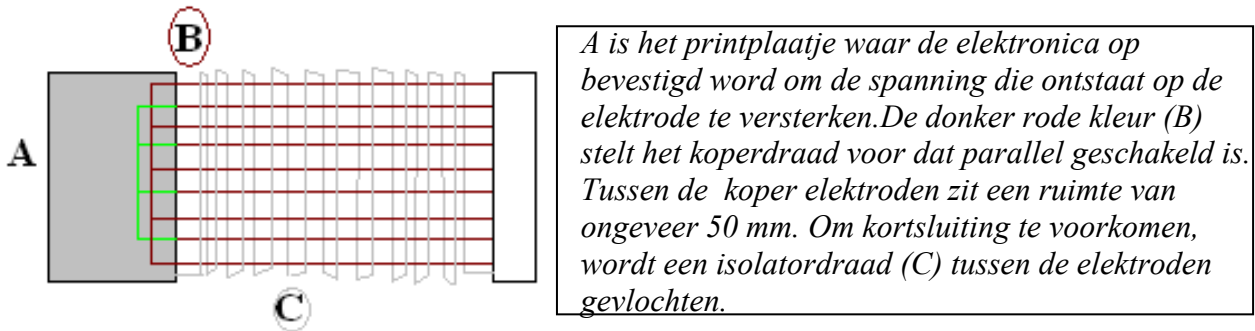 B
A
C
A is het printplaatje waar de elektronica op
bevestigd word om de spanning die ontstaat op de
elektrode te versterken.De donker rode kleur (B)
stelt het koperdraad voor dat parallel geschakeld is.
Tussen de  koper elektroden zit een ruimte van
ongeveer 50 mm. Om kortsluiting te voorkomen,
wordt een isolatordraad (C) tussen de elektroden
gevlochten.